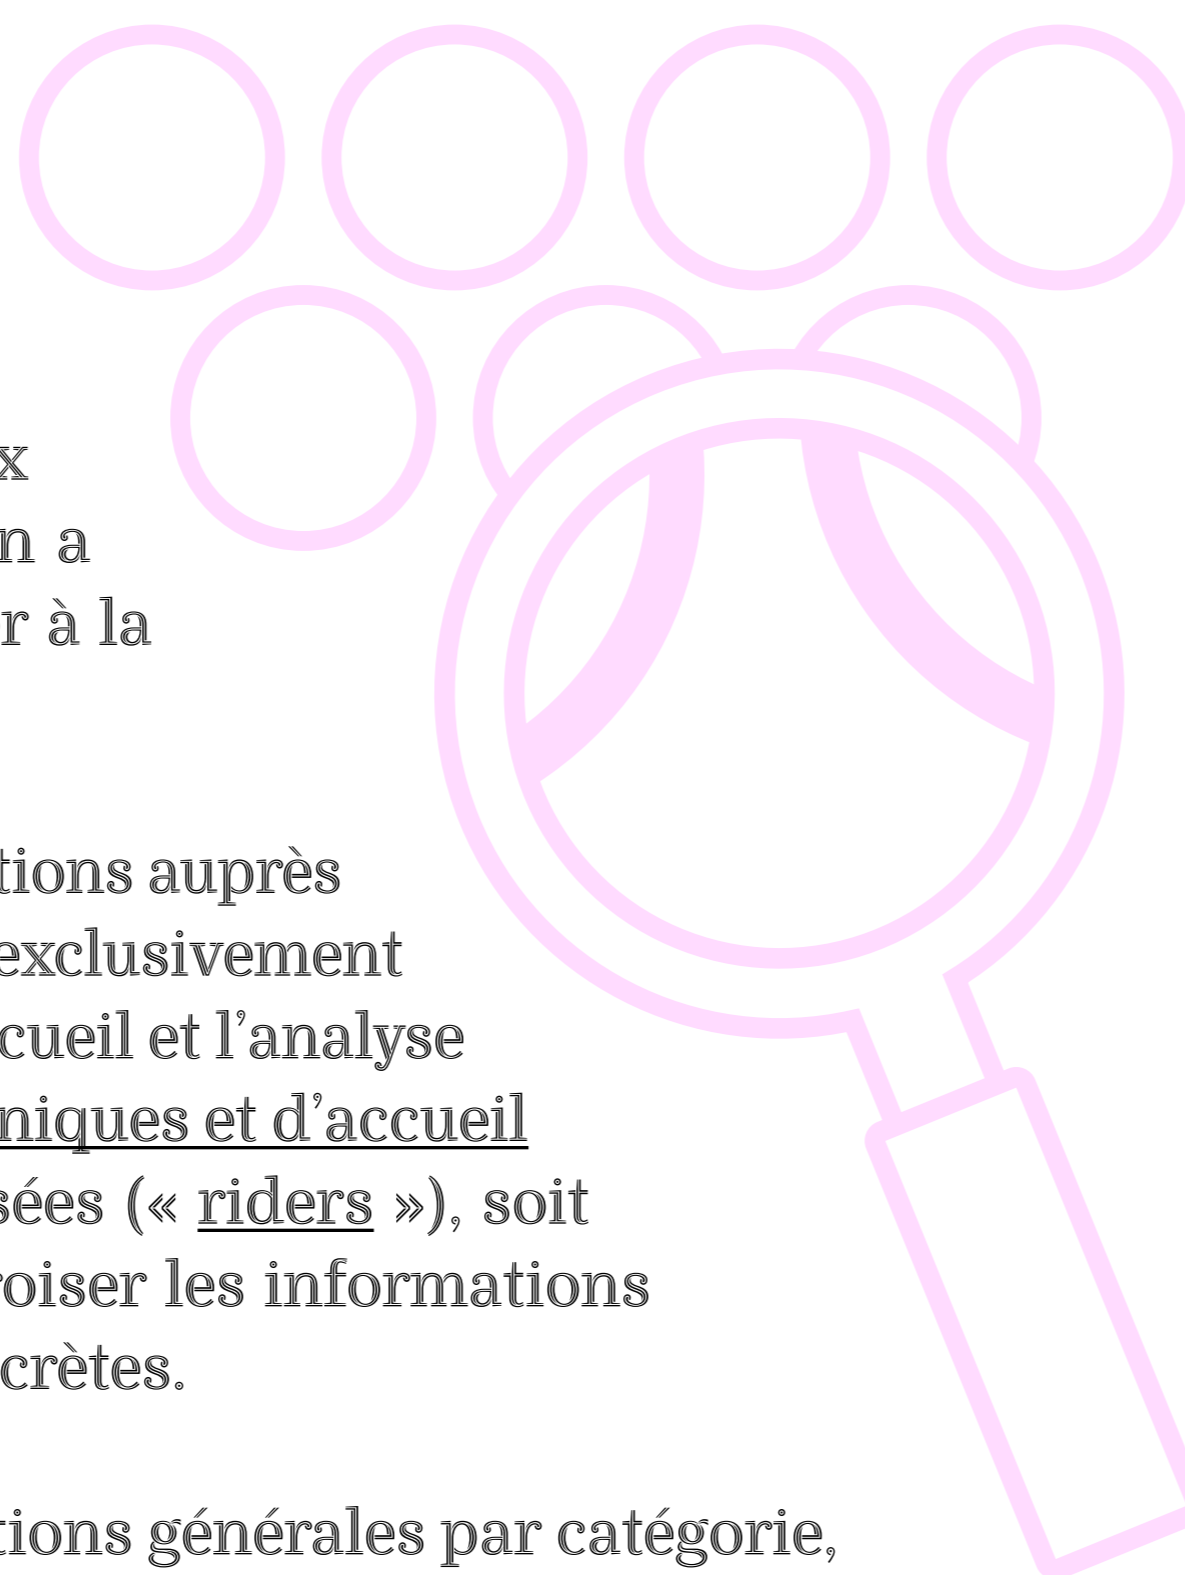 x
n a
r à la
tions auprès
exclusivement
cueil et l’analyse
niques et d’accueil
sées (« riders »), soit
roiser les informations
crètes.
tions générales par catégorie,